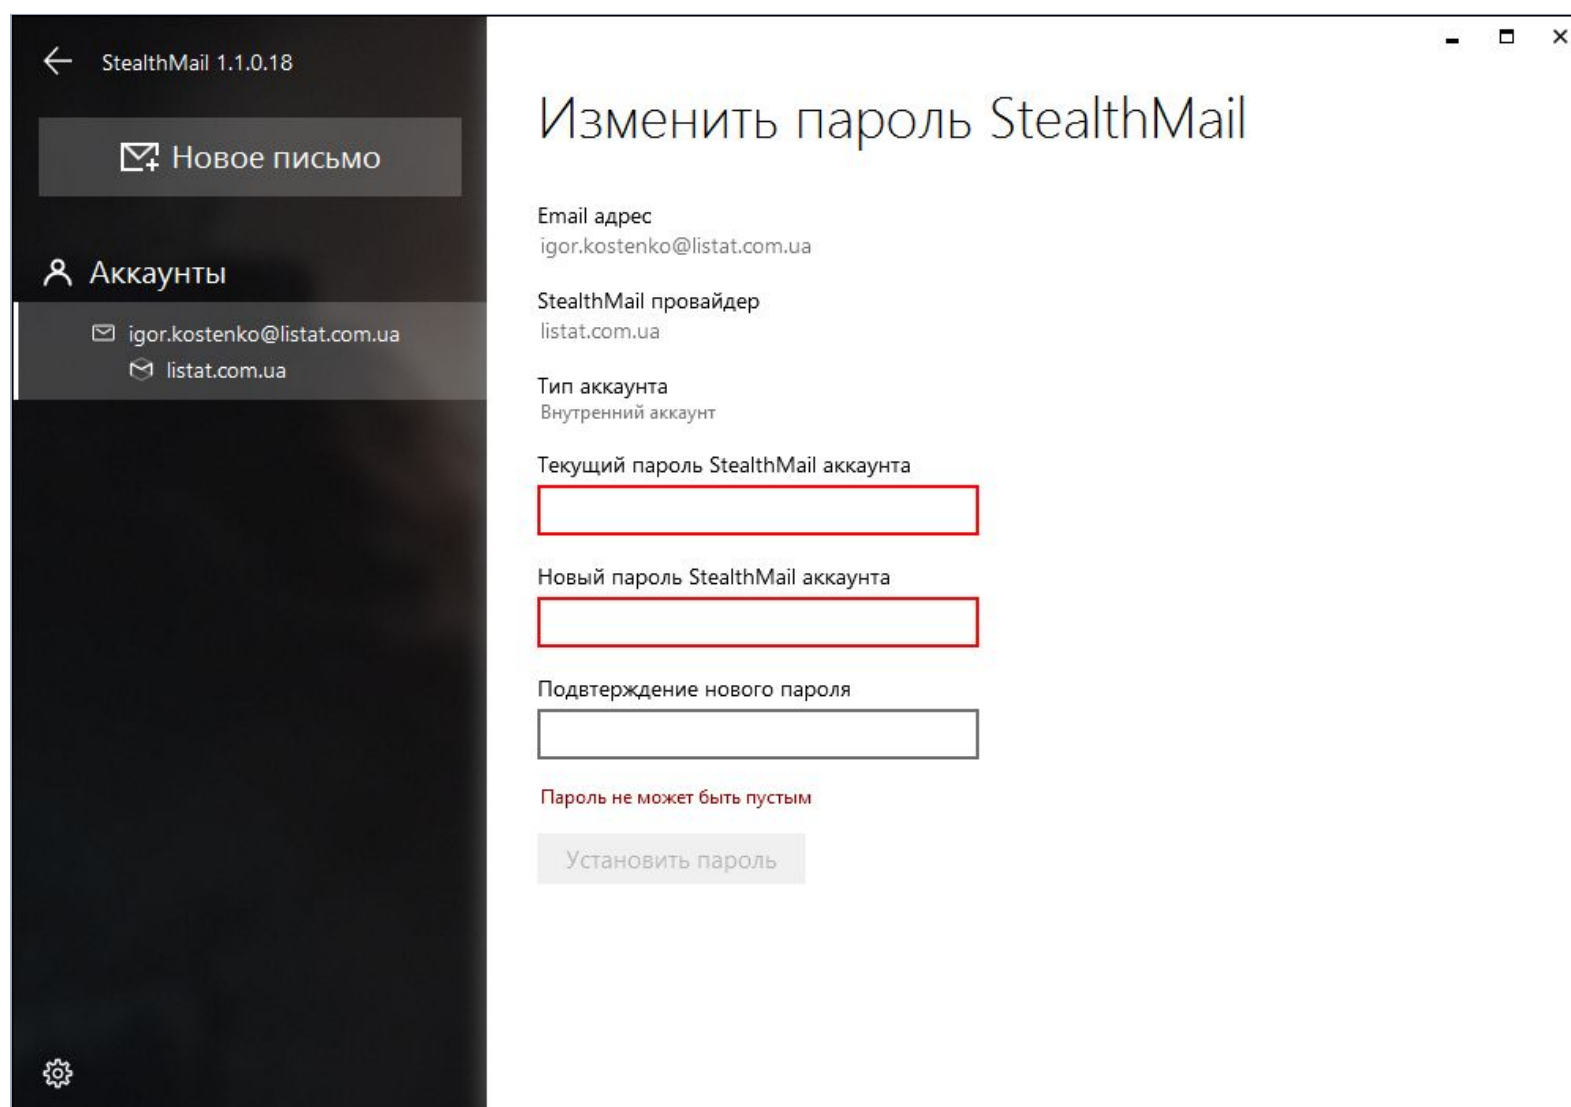 StealthMail 1.1.0.18
Новое письмо
Аккаунты
igor.kostenko@listat.com.ua
listat.com.ua
Изменить пароль StealthMail
Email адрес
igor.kostenko@listat.com.ua
StealthMail провайдер
listat.com.ua
Тип аккаунта
Внутренний аккаунт
Текущий пароль StealthMail аккаунта
Новый пароль StealthMail аккаунта
Подвтерждение нового пароля
Пароль не может быть пустым
Установить пароль